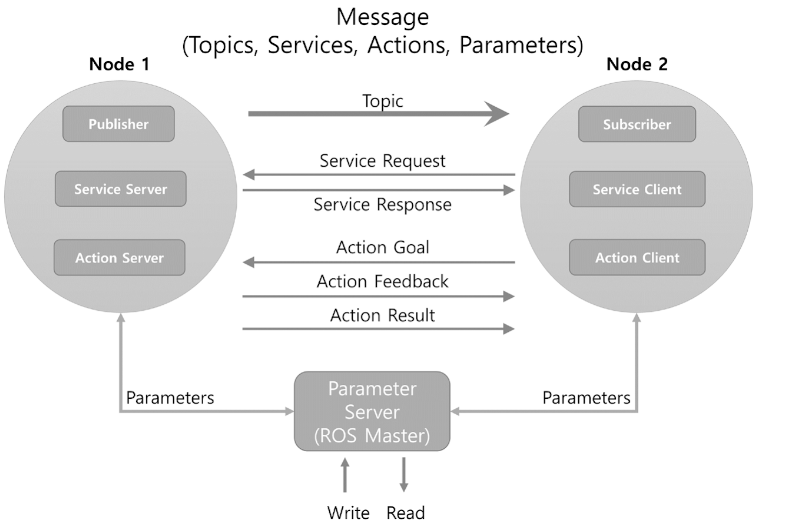 Message
(Topics, Services, Actions, Parameters)
Node 1
Node 2
Publisher
Topic
Subscriber
Service Request
Service Server
Service Client
Service Response
Action Goal
Action Server
Action Client
Action Feedback
Action Result
Parameters
Parameter
Server
(ROS Master)
Parameters
Write
Read